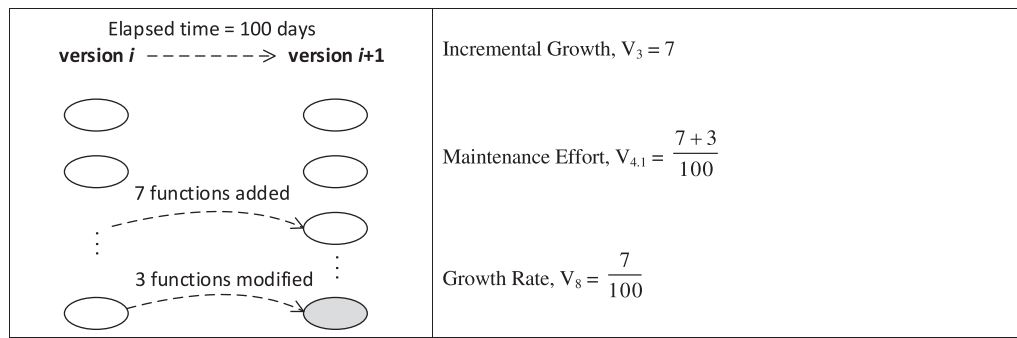 Elapsed time = 100 days
version i version i+1
7 functions added
3 functions modified
Incremental Growth, V₃ = 7
Maintenance Effort, V₄.₁ = (7 + 3)/100
Growth Rate, V₈ = 7/100